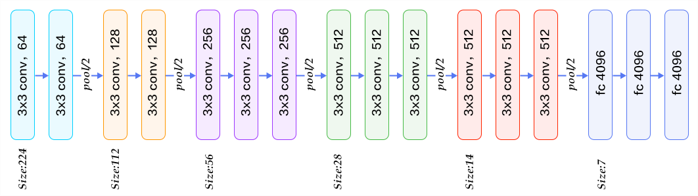 3x3 conv, 64
3x3 conv, 64
pool/2
3x3 conv, 128
3x3 conv, 128
pool/2
3x3 conv, 256
3x3 conv, 256
3x3 conv, 256
pool/2
3x3 conv, 512
3x3 conv, 512
3x3 conv, 512
pool/2
3x3 conv, 512
3x3 conv, 512
3x3 conv, 512
pool/2
fc 4096
fc 4096
fc 4096
Size:224
Size:112
Size:56
Size:28
Size:14
Size:7